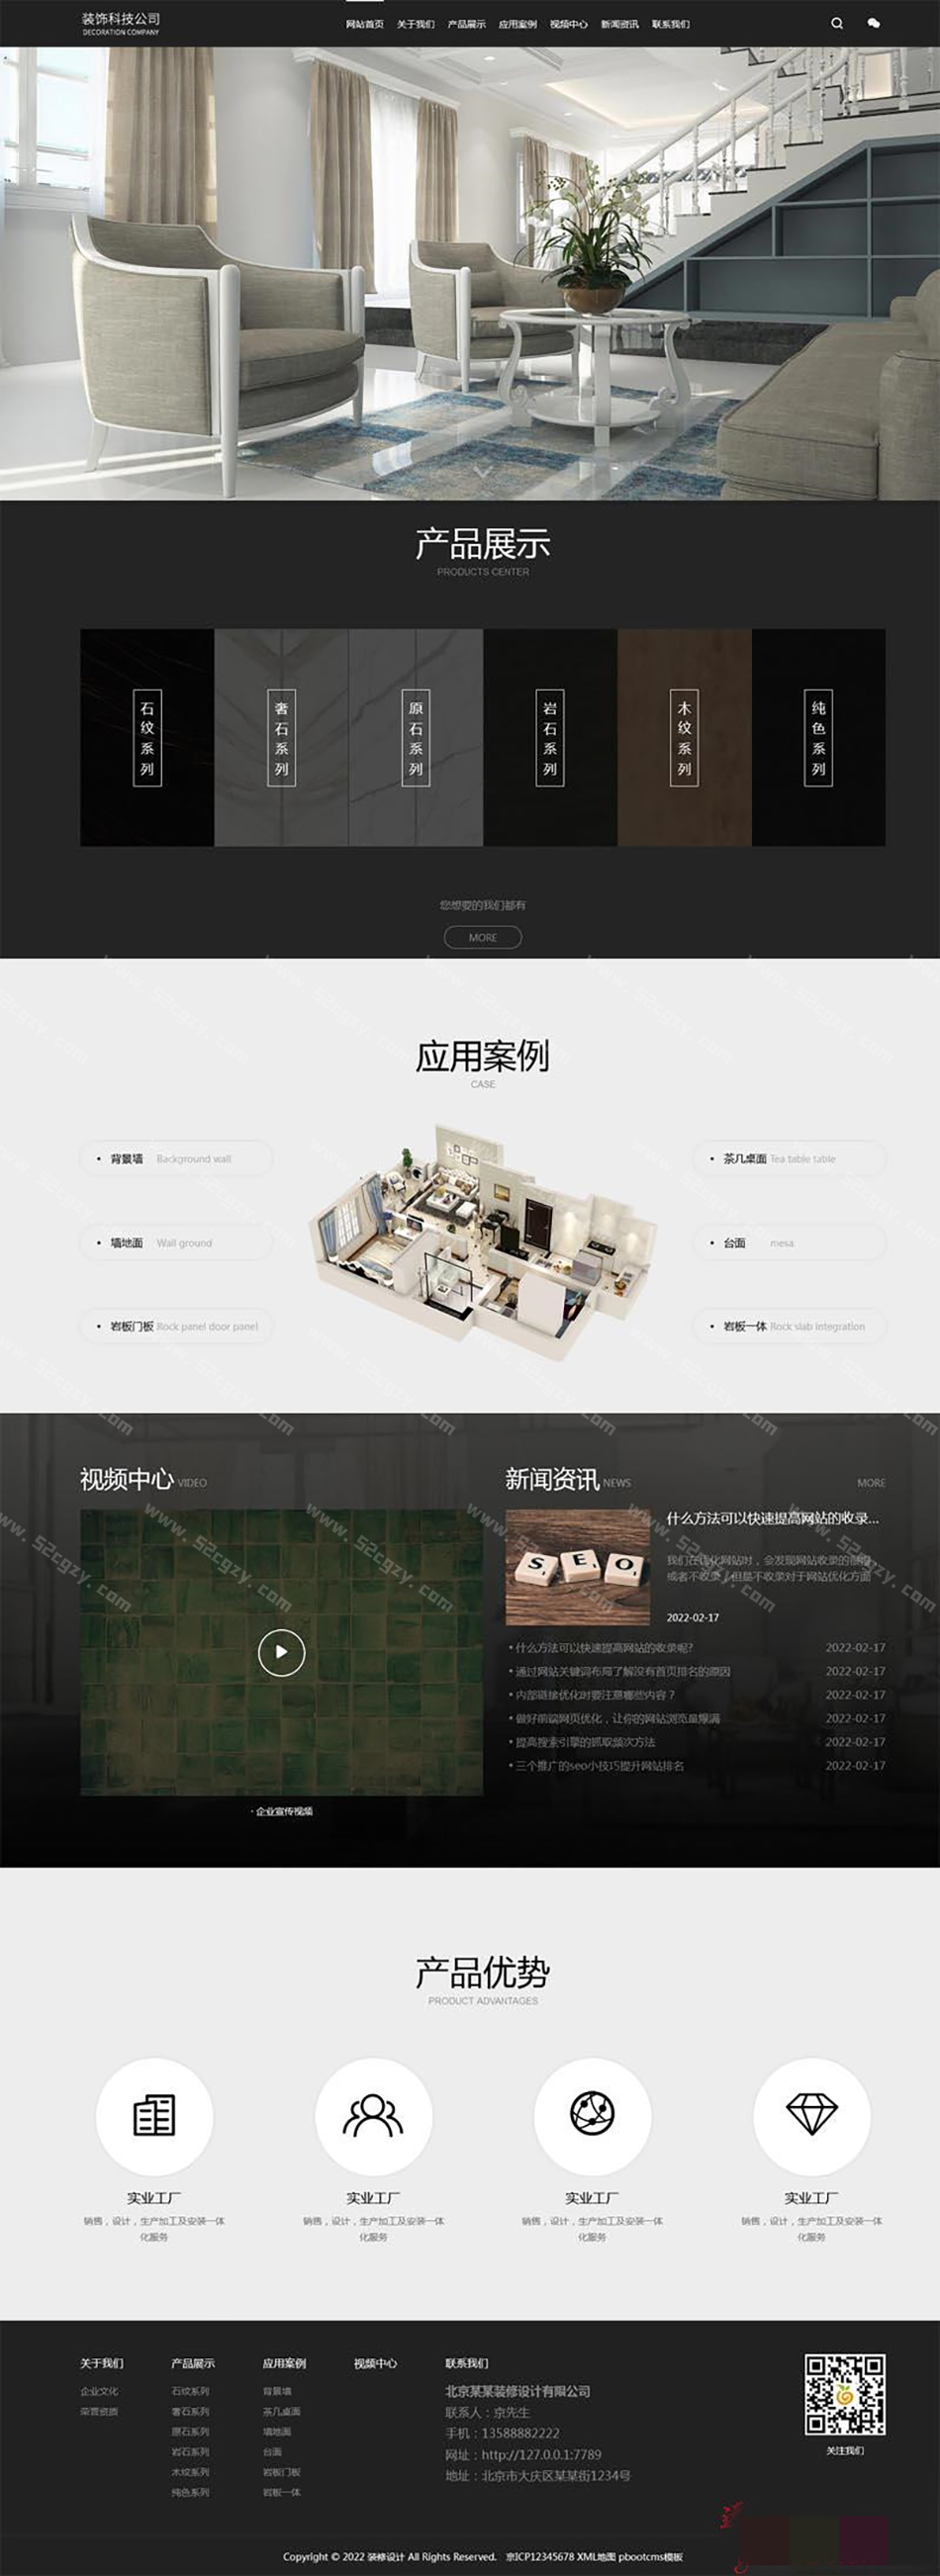 装饰科技公司
DECORATION COMPANY
网站首页 关于我们 产品展示 应用案例 视频中心 新闻资讯 联系我们
产品展示
PRODUCTS CENTER
石纹系列
奢石系列
原石系列
岩石系列
木纹系列
纯色系列
您想要的我们都有
MORE
应用案例
CASE
• 背景墙 Background wall
• 茶几桌面 Tea table table
• 墙地面 Wall ground
• 台面 mesa
• 岩板门板 Rock panel door panel
• 岩板一体 Rock slab integration
www.52cgzy.com
视频中心 VIDEO
· 企业宣传视频
新闻资讯 NEWS
MORE
SEO
什么方法可以快速提高网站的收录...
我们在优化网站时，会发现网站收录的很慢
或者不收录，但是不收录对于网站优化方面
2022-02-17
• 什么方法可以快速提高网站的收录呢? 2022-02-17
• 通过网站关键词布局了解没有首页排名的原因 2022-02-17
• 内部链接优化时要注意哪些内容？ 2022-02-17
• 做好前端网页优化，让你的网站浏览量爆满 2022-02-17
• 提高搜索引擎的抓取频次方法 2022-02-17
• 三个推广的seo小技巧提升网站排名 2022-02-17
产品优势
PRODUCT ADVANTAGES
实业工厂
销售，设计，生产加工及安装一体
化服务
实业工厂
销售，设计，生产加工及安装一体
化服务
实业工厂
销售，设计，生产加工及安装一体
化服务
实业工厂
销售，设计，生产加工及安装一体
化服务
关于我们
企业文化
荣誉资质
产品展示
石纹系列
奢石系列
原石系列
岩石系列
木纹系列
纯色系列
应用案例
背景墙
茶几桌面
墙地面
台面
岩板门板
岩板一体
视频中心
联系我们
北京某某装修设计有限公司
联系人：京先生
手机：13588882222
网址：http://127.0.0.1:7789
地址：北京市大庆区某某街1234号
关注我们
Copyright © 2022 装修设计 All Rights Reserved. 京ICP12345678 XML地图 pbootcms模板